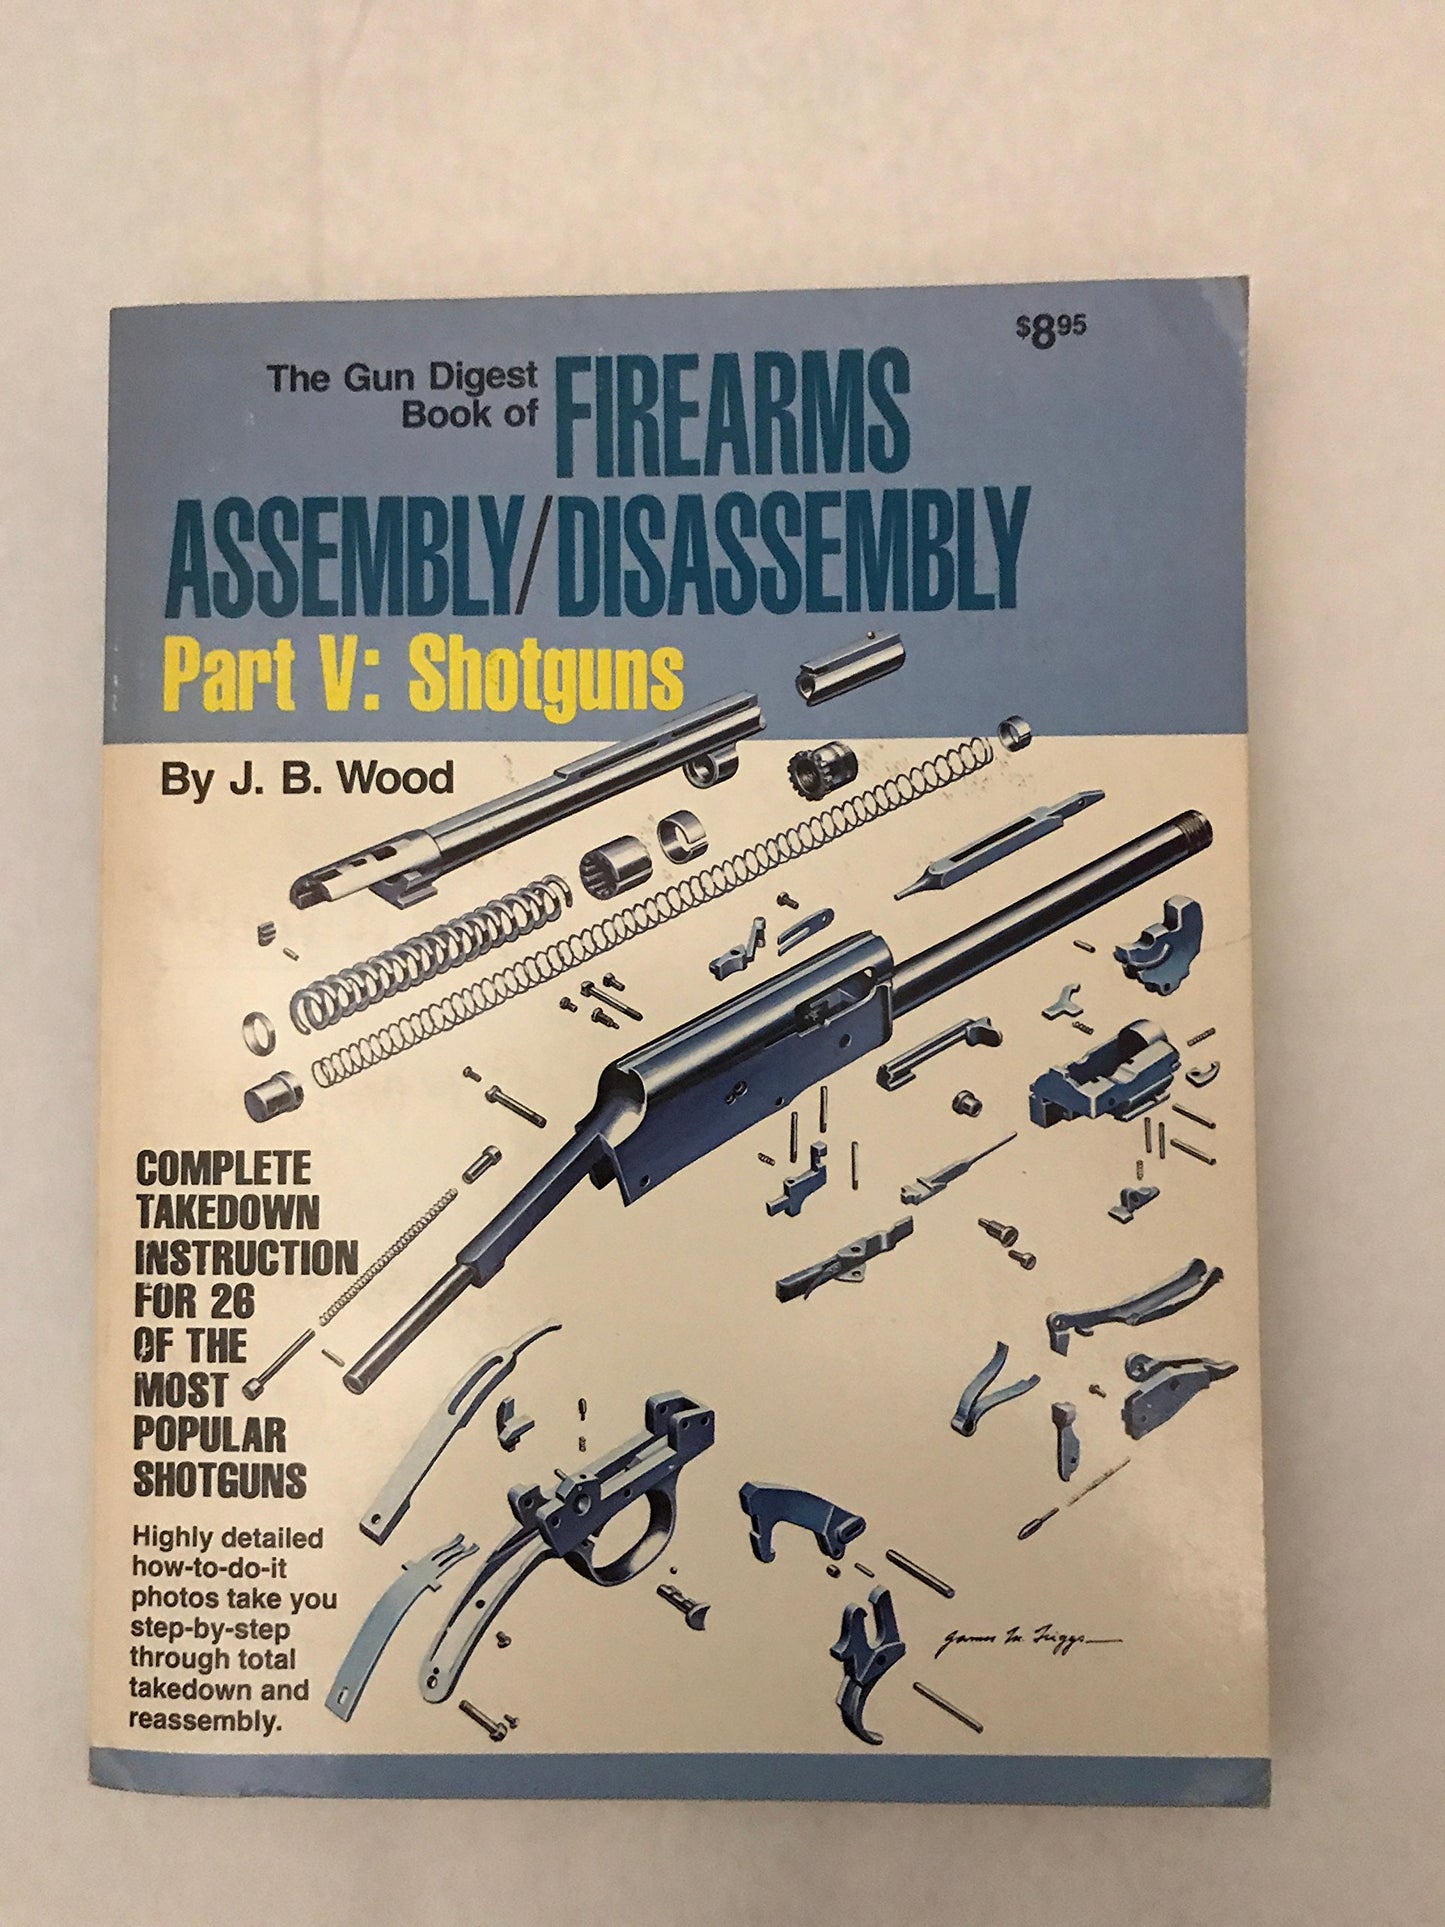 $8.95
The Gun Digest
Book of FIREARMS
ASSEMBLY/DISASSEMBLY
Part V: Shotguns
By J. B. Wood
COMPLETE
TAKEDOWN
INSTRUCTION
FOR 26
OF THE
MOST
POPULAR
SHOTGUNS
Highly detailed
how-to-do-it
photos take you
step-by-step
through total
takedown and
reassembly.
James M. Triggs